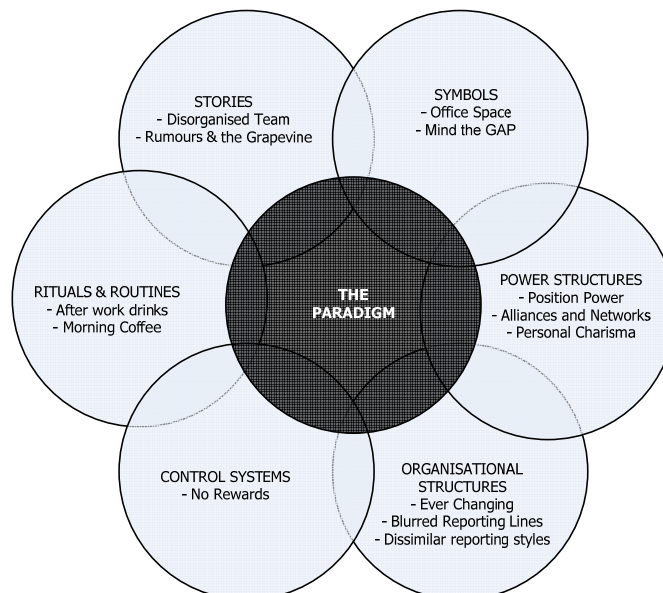 STORIES
- Disorganised Team
- Rumours & the Grapevine
SYMBOLS
- Office Space
- Mind the GAP
RITUALS & ROUTINES
- After work drinks
- Morning Coffee
THE
PARADIGM
POWER STRUCTURES
- Position Power
- Alliances and Networks
- Personal Charisma
CONTROL SYSTEMS
- No Rewards
ORGANISATIONAL
STRUCTURES
- Ever Changing
- Blurred Reporting Lines
- Dissimilar reporting styles